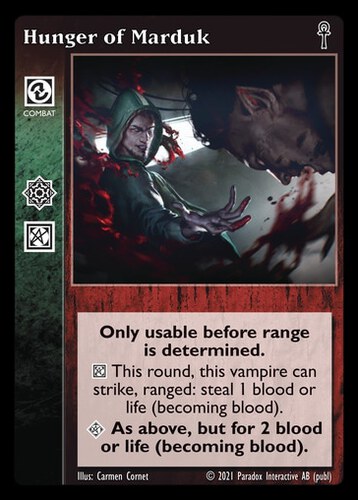 Hunger of Marduk
COMBAT
Only usable before range
is determined.
This round, this vampire can
strike, ranged: steal 1 blood or
life (becoming blood).
As above, but for 2 blood
or life (becoming blood).
Illus: Carmen Cornet © 2021 Paradox Interactive AB (publ)